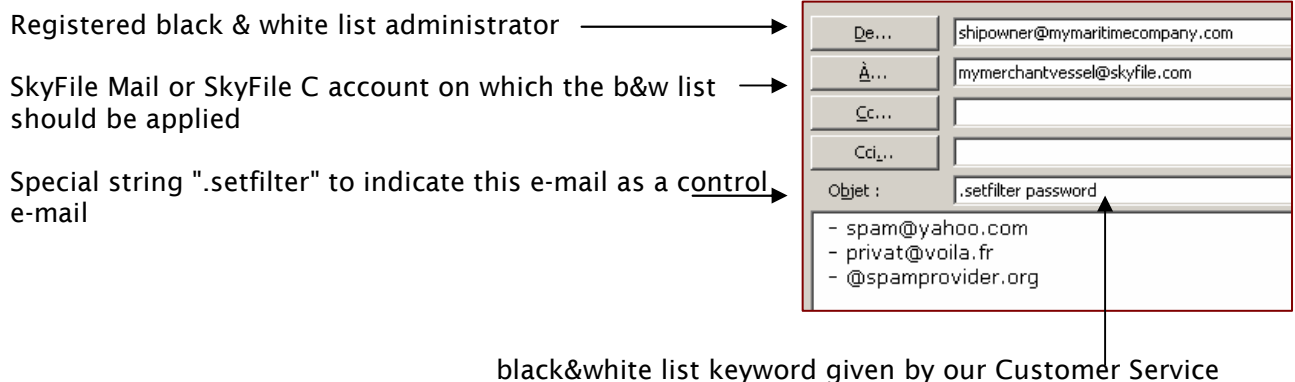 Registered black & white list administrator
SkyFile Mail or SkyFile C account on which the b&w list
should be applied
Special string ".setfilter" to indicate this e-mail as a control
e-mail
De... shipowner@mymaritimecompany.com
À... mymerchantvessel@skyfile.com
Cc...
Cci...
Objet : .setfilter password
- spam@yahoo.com
- privat@voila.fr
- @spamprovider.org
black&white list keyword given by our Customer Service